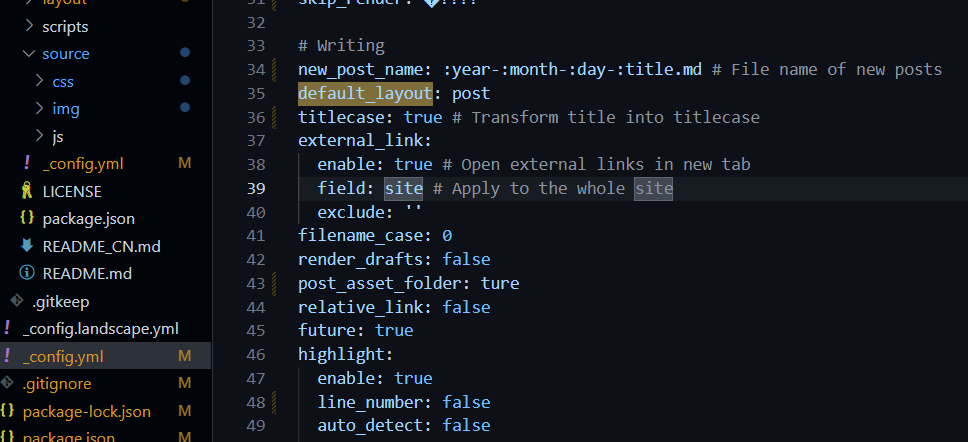 layout
scripts
source
css
img
js
_config.yml M
LICENSE
package.json
README_CN.md
README.md
.gitkeep
_config.landscape.yml
_config.yml M
.gitignore M
package-lock.json M
package.json M
31 skip_render: �!!!!
32
33 # Writing
34 new_post_name: :year-:month-:day-:title.md # File name of new posts
35 default_layout: post
36 titlecase: true # Transform title into titlecase
37 external_link:
38 enable: true # Open external links in new tab
39 field: site # Apply to the whole site
40 exclude: ''
41 filename_case: 0
42 render_drafts: false
43 post_asset_folder: ture
44 relative_link: false
45 future: true
46 highlight:
47 enable: true
48 line_number: false
49 auto_detect: false